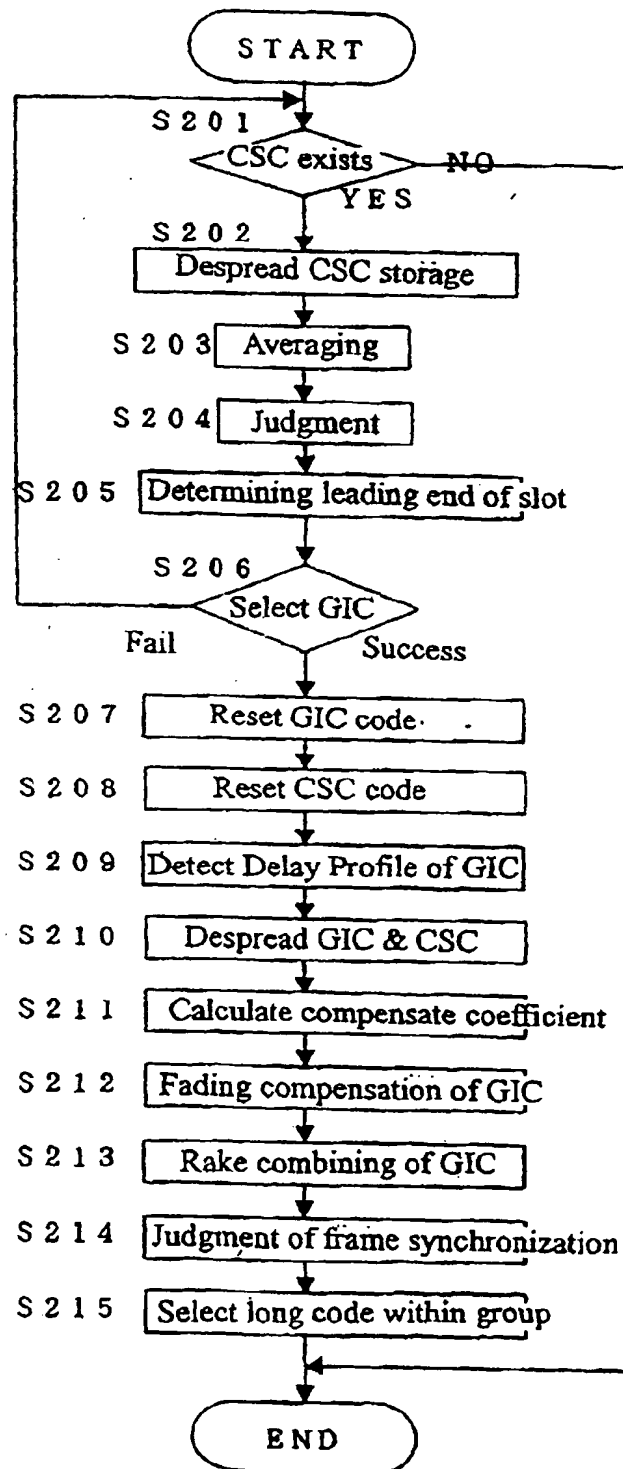 START
S201
CSC exists
NO
YES
S202
Despread CSC storage
S203
Averaging
S204
Judgment
S205
Determining leading end of slot
S206
Select GIC
Fail
Success
S207
Reset GIC code
S208
Reset CSC code
S209
Detect Delay Profile of GIC
S210
Despread GIC & CSC
S211
Calculate compensate coefficient
S212
Fading compensation of GIC
S213
Rake combining of GIC
S214
Judgment of frame synchronization
S215
Select long code within group
END